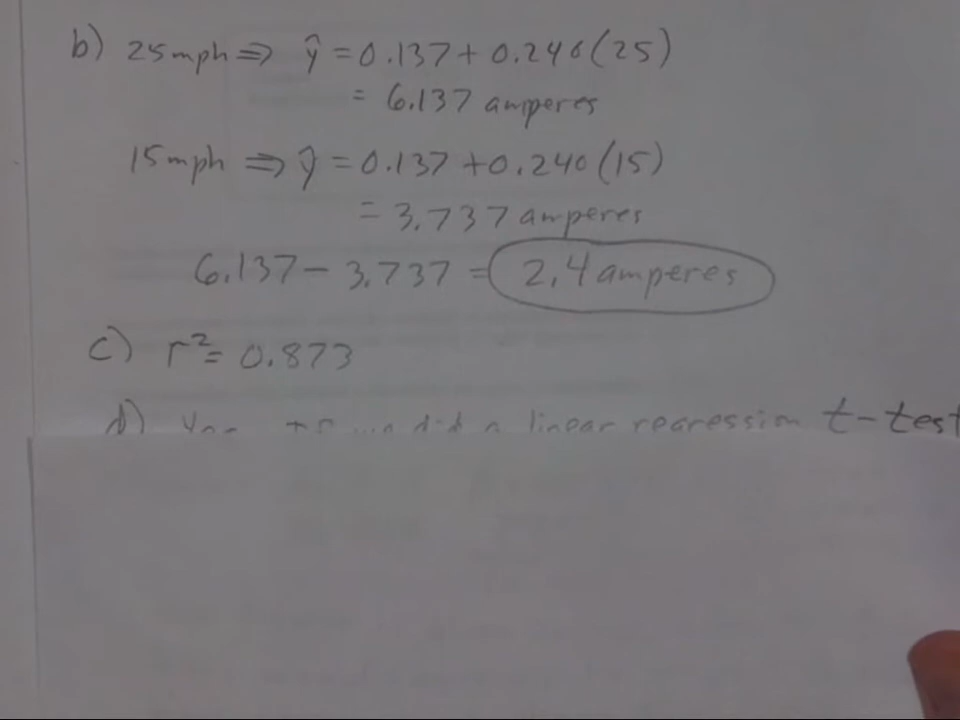 b) 25mph ⇒ ŷ = 0.137 + 0.240(25)
= 6.137 amperes
15mph ⇒ ŷ = 0.137 + 0.240(15)
= 3.737 amperes
6.137 - 3.737 = 2.4 amperes
c) r² = 0.873
d) linear regression t-test